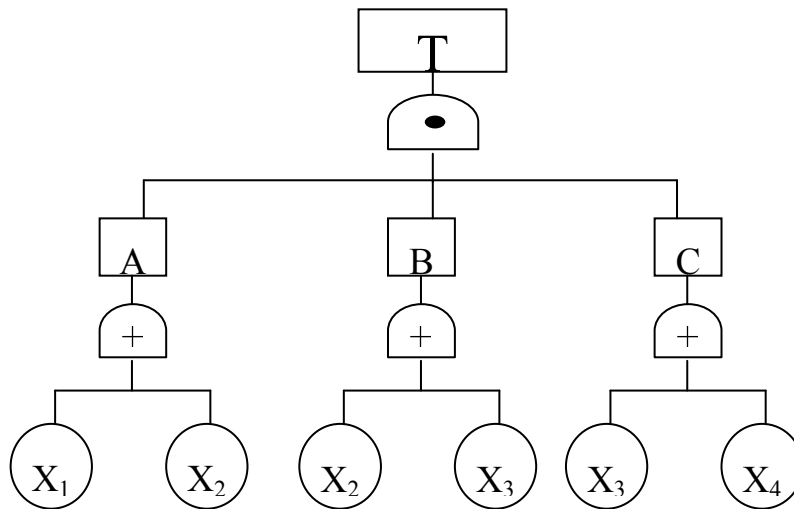 T
A B C
+ + +
X₁ X₂ X₂ X₃ X₃ X₄